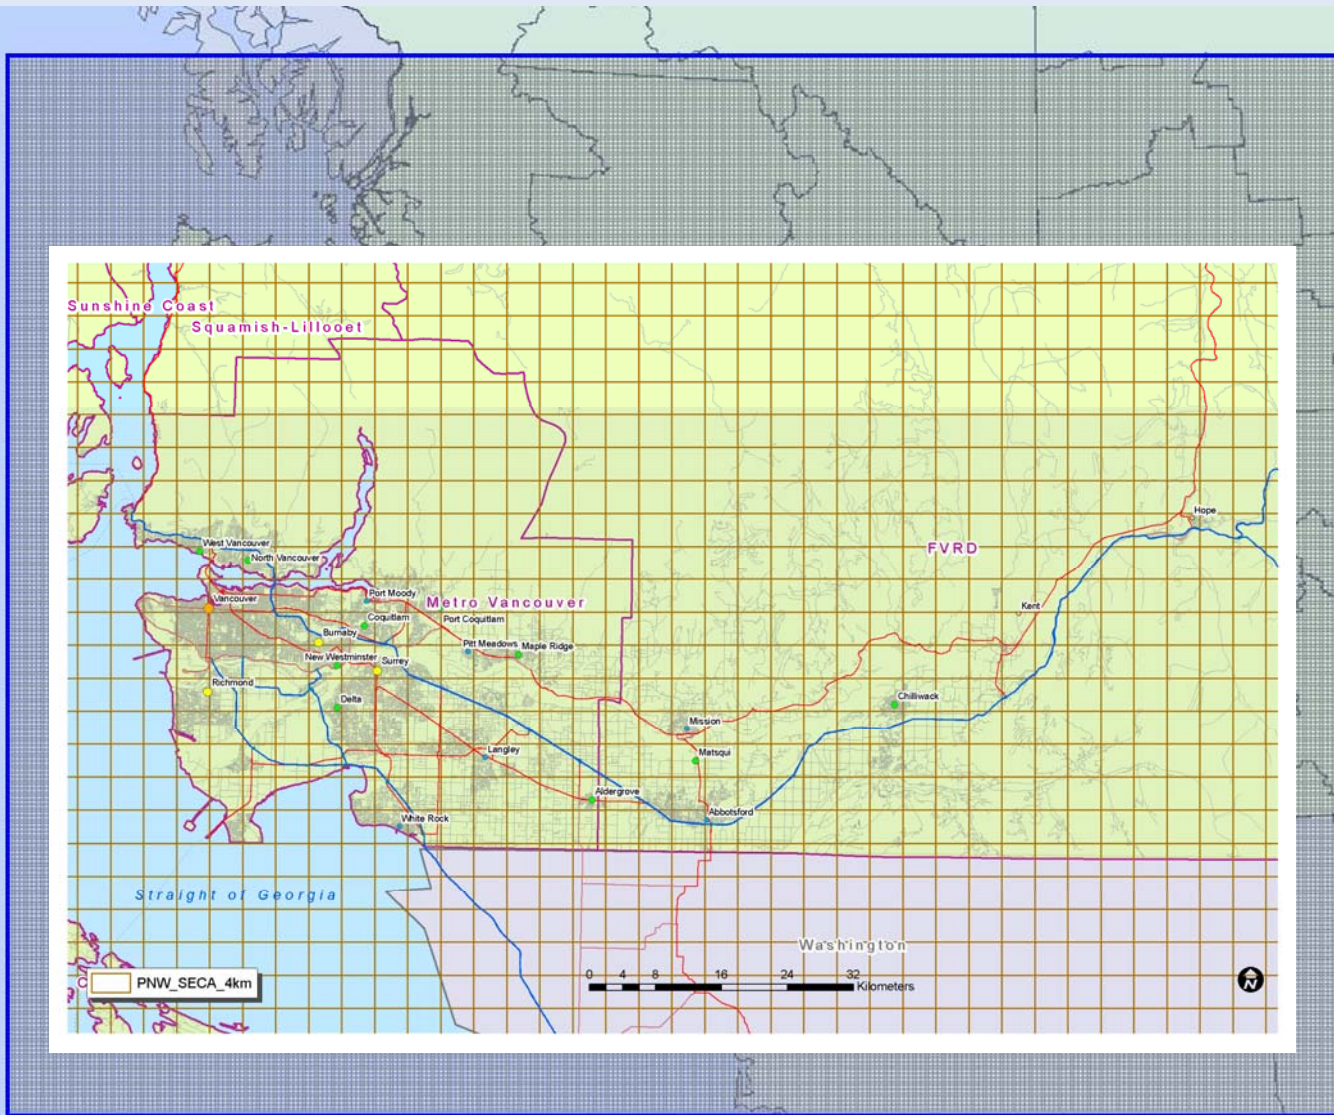 Sunshine Coast
Squamish-Lillooet
Hope
West Vancouver
FVRD
North Vancouver
Port Moody
Vancouver
Metro Vancouver
Kent
Coquitlam
Port Coquitlam
Burnaby
Pitt Meadows
Maple Ridge
New Westminster
Surrey
Richmond
Delta
Chilliwack
Mission
Langley
Matsqui
Aldergrove
Abbotsford
White Rock
Straight of Georgia
Washington
0 4 8 16 24 32
Kilometers
PNW_SECA_4km
N